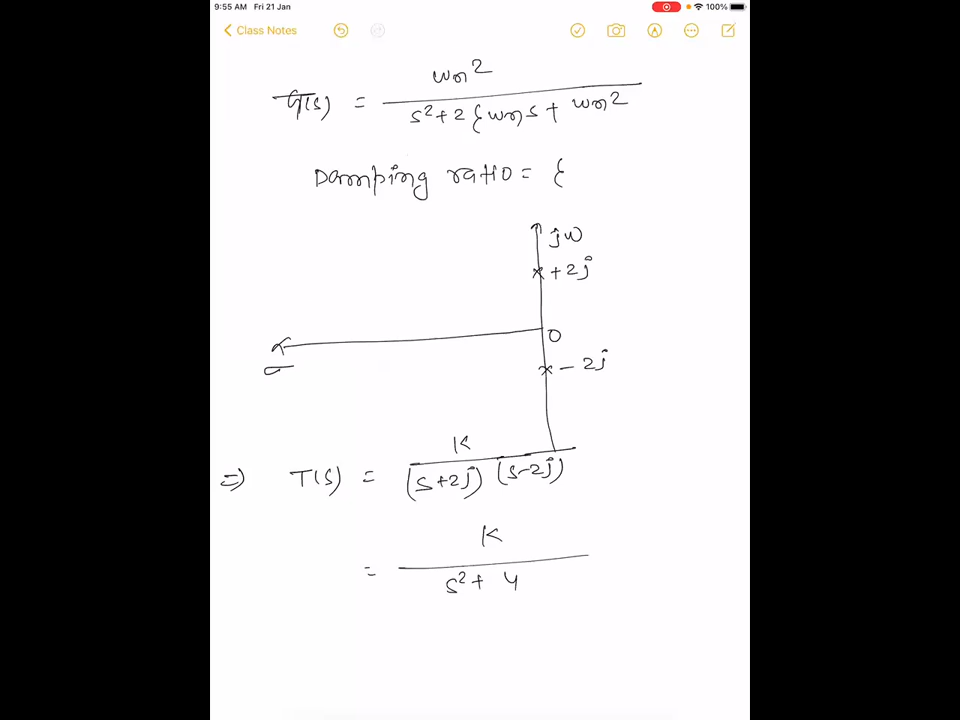 9:55 AM Fri 21 Jan 100%
Class Notes
T(s) = ωn² / s²+2ξωns+ωn²
Damping ratio = ξ
jω
+2j
0
-2j
σ
⇒ T(s) = K / (s+2j) (s-2j)
= K / s²+4